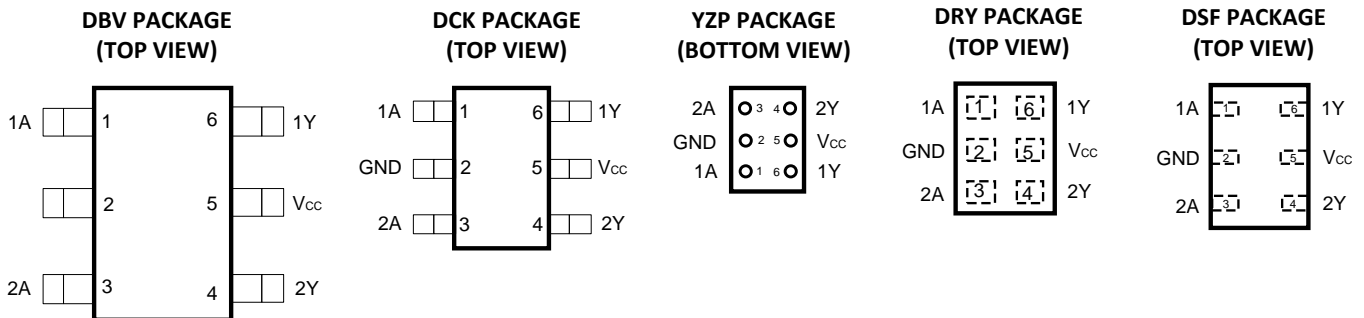 DBV PACKAGE
(TOP VIEW)
1A 1 6 1Y
2 5 VCC
2A 3 4 2Y
DCK PACKAGE
(TOP VIEW)
1A 1 6 1Y
GND 2 5 VCC
2A 3 4 2Y
YZP PACKAGE
(BOTTOM VIEW)
2A 3 4 2Y
GND 2 5 VCC
1A 1 6 1Y
DRY PACKAGE
(TOP VIEW)
1A 1 6 1Y
GND 2 5 VCC
2A 3 4 2Y
DSF PACKAGE
(TOP VIEW)
1A 1 6 1Y
GND 2 5 VCC
2A 3 4 2Y